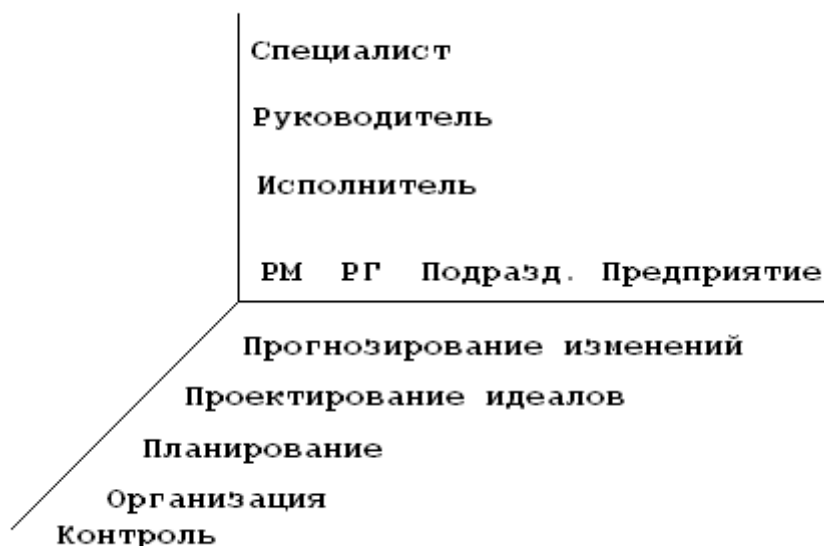 Специалист
Руководитель
Исполнитель
РМ РГ Подразд. Предприятие
Прогнозирование изменений
Проектирование идеалов
Планирование
Организация
Контроль